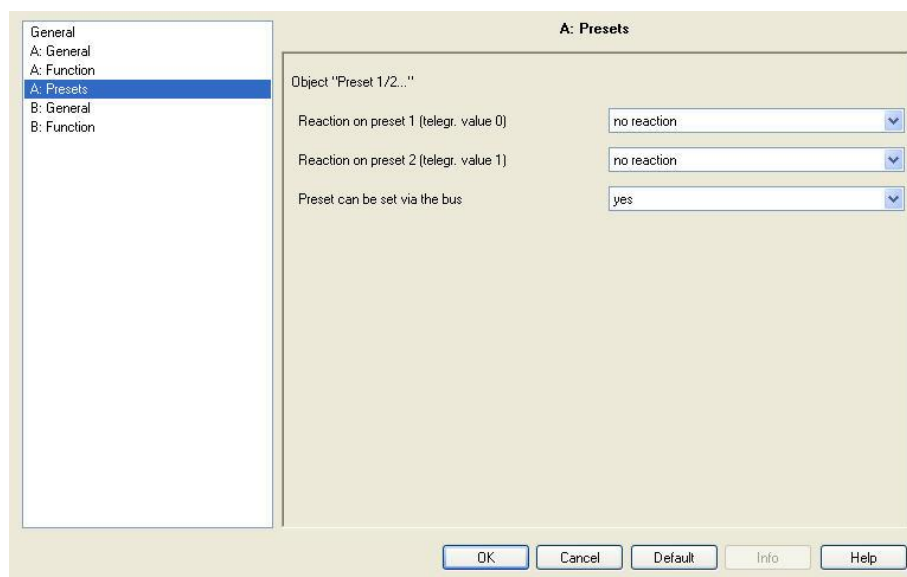 General
A: General
A: Function
A: Presets
B: General
B: Function
A: Presets
Object "Preset 1/2..."
Reaction on preset 1 (telegr. value 0) no reaction
Reaction on preset 2 (telegr. value 1) no reaction
Preset can be set via the bus yes
OK Cancel Default Info Help